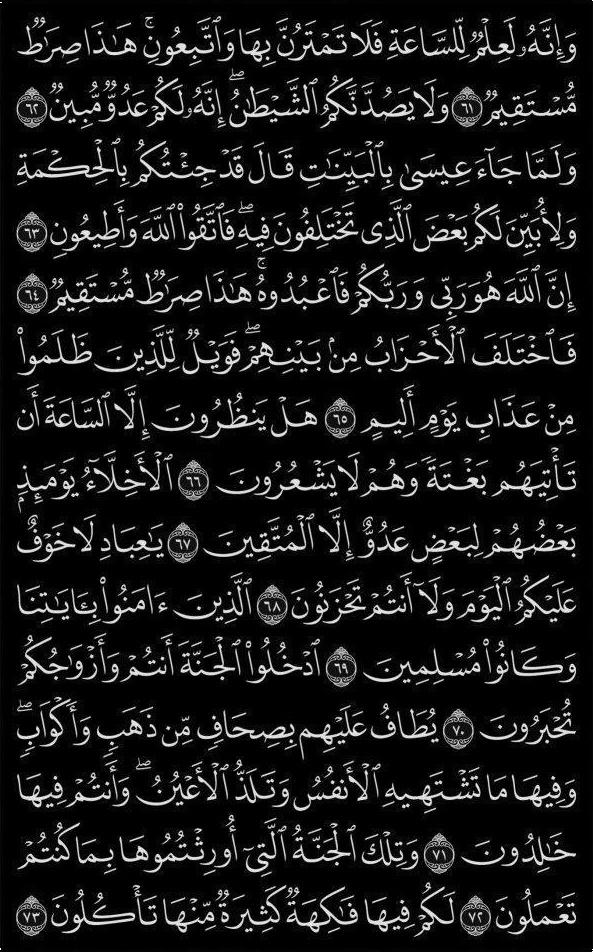 وَإِنَّهُۥ لَعِلْمٌ لِّلسَّاعَةِ فَلَا تَمْتَرُنَّ بِهَا وَٱتَّبِعُونِ ۚ هَـٰذَا صِرَٰطٌ
مُّسْتَقِيمٌ ٦١ وَلَا يَصُدَّنَّكُمُ ٱلشَّيْطَـٰنُ ۖ إِنَّهُۥ لَكُمْ عَدُوٌّ مُّبِينٌ ٦٢
وَلَمَّا جَآءَ عِيسَىٰ بِٱلْبَيِّنَـٰتِ قَالَ قَدْ جِئْتُكُم بِٱلْحِكْمَةِ
وَلِأُبَيِّنَ لَكُم بَعْضَ ٱلَّذِى تَخْتَلِفُونَ فِيهِ ۖ فَٱتَّقُوا۟ ٱللَّهَ وَأَطِيعُونِ ٦٣
إِنَّ ٱللَّهَ هُوَ رَبِّى وَرَبُّكُمْ فَٱعْبُدُوهُ ۚ هَـٰذَا صِرَٰطٌ مُّسْتَقِيمٌ ٦٤
فَٱخْتَلَفَ ٱلْأَحْزَابُ مِنۢ بَيْنِهِمْ ۖ فَوَيْلٌ لِّلَّذِينَ ظَلَمُوا۟
مِنْ عَذَابِ يَوْمٍ أَلِيمٍ ٦٥ هَلْ يَنظُرُونَ إِلَّا ٱلسَّاعَةَ أَن
تَأْتِيَهُم بَغْتَةً وَهُمْ لَا يَشْعُرُونَ ٦٦ ٱلْأَخِلَّآءُ يَوْمَئِذٍۭ
بَعْضُهُمْ لِبَعْضٍ عَدُوٌّ إِلَّا ٱلْمُتَّقِينَ ٦٧ يَـٰعِبَادِ لَا خَوْفٌ
عَلَيْكُمُ ٱلْيَوْمَ وَلَآ أَنتُمْ تَحْزَنُونَ ٦٨ ٱلَّذِينَ ءَامَنُوا۟ بِـَٔايَـٰتِنَا
وَكَانُوا۟ مُسْلِمِينَ ٦٩ ٱدْخُلُوا۟ ٱلْجَنَّةَ أَنتُمْ وَأَزْوَٰجُكُمْ
تُحْبَرُونَ ٧٠ يُطَافُ عَلَيْهِم بِصِحَافٍ مِّن ذَهَبٍ وَأَكْوَابٍ ۖ
وَفِيهَا مَا تَشْتَهِيهِ ٱلْأَنفُسُ وَتَلَذُّ ٱلْأَعْيُنُ ۖ وَأَنتُمْ فِيهَا
خَـٰلِدُونَ ٧١ وَتِلْكَ ٱلْجَنَّةُ ٱلَّتِىٓ أُورِثْتُمُوهَا بِمَا كُنتُمْ
تَعْمَلُونَ ٧٢ لَكُمْ فِيهَا فَـٰكِهَةٌ كَثِيرَةٌ مِّنْهَا تَأْكُلُونَ ٧٣